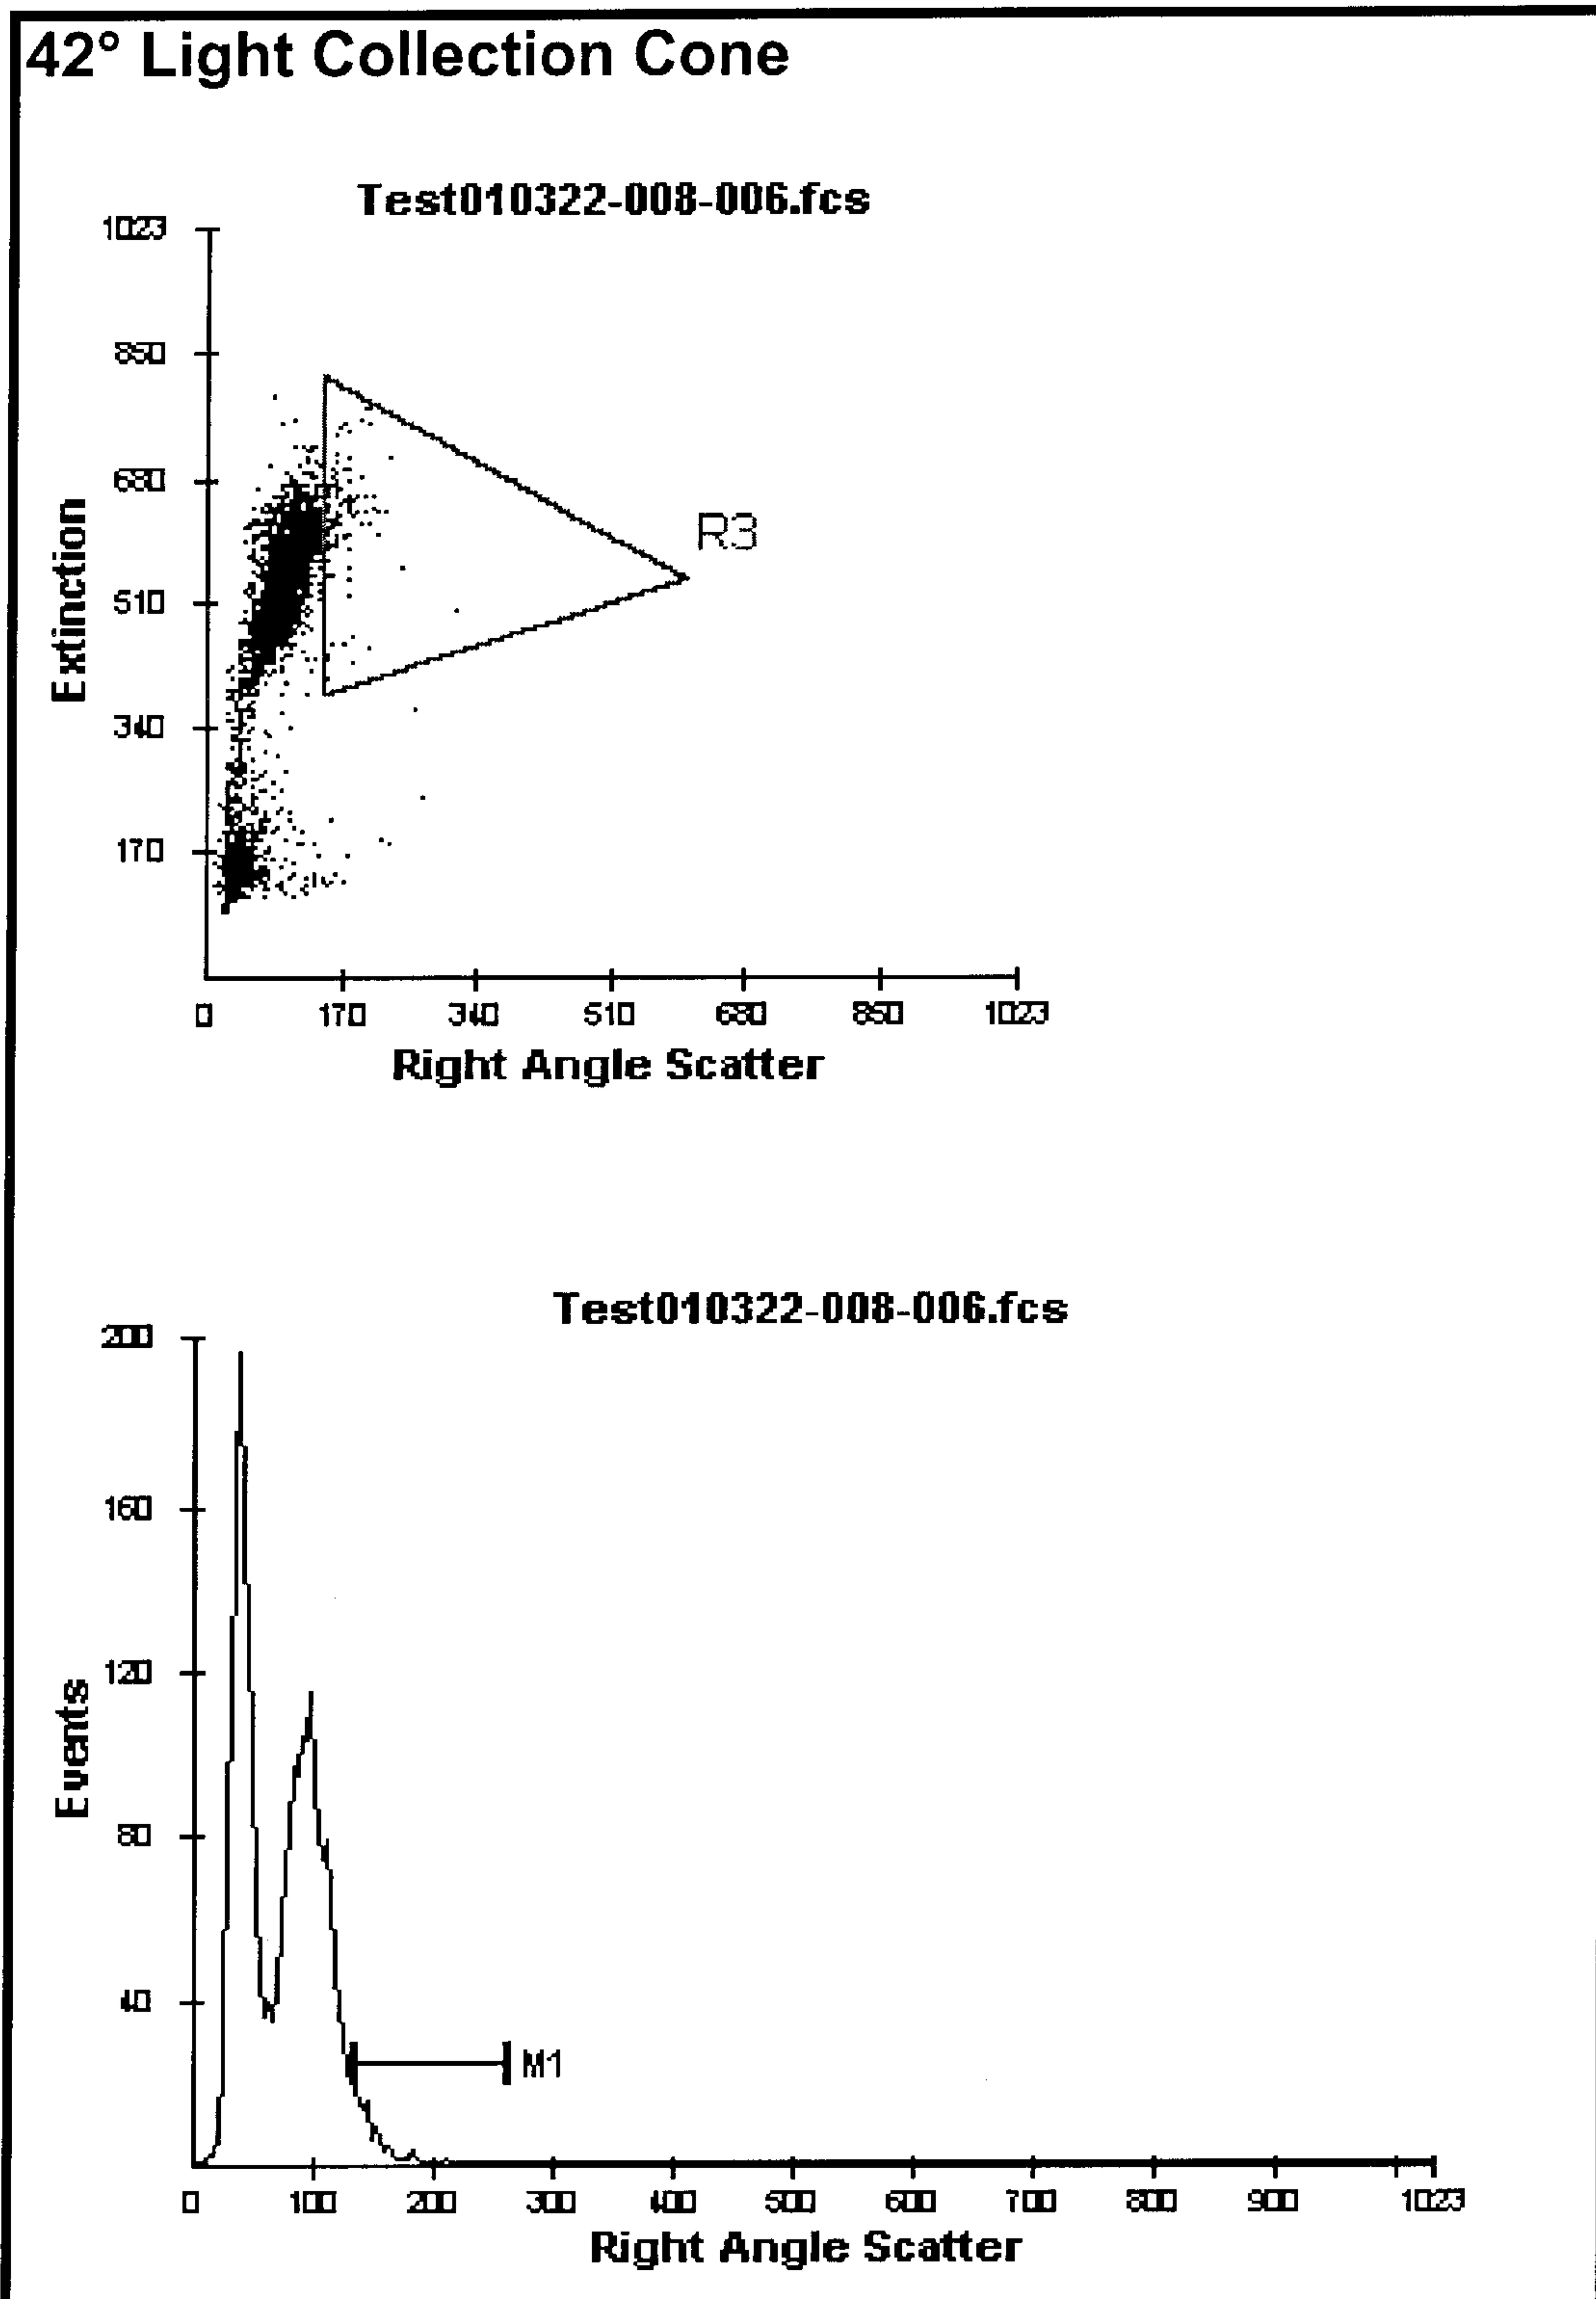 42° Light Collection Cone
Test010322-008-006.fcs
1023
850
680
510
340
170
Extinction
R3
0 170 340 510 680 850 1023
Right Angle Scatter
Test010322-008-006.fcs
200
160
120
80
40
Events
M1
0 100 200 300 400 500 600 700 800 900 1023
Right Angle Scatter